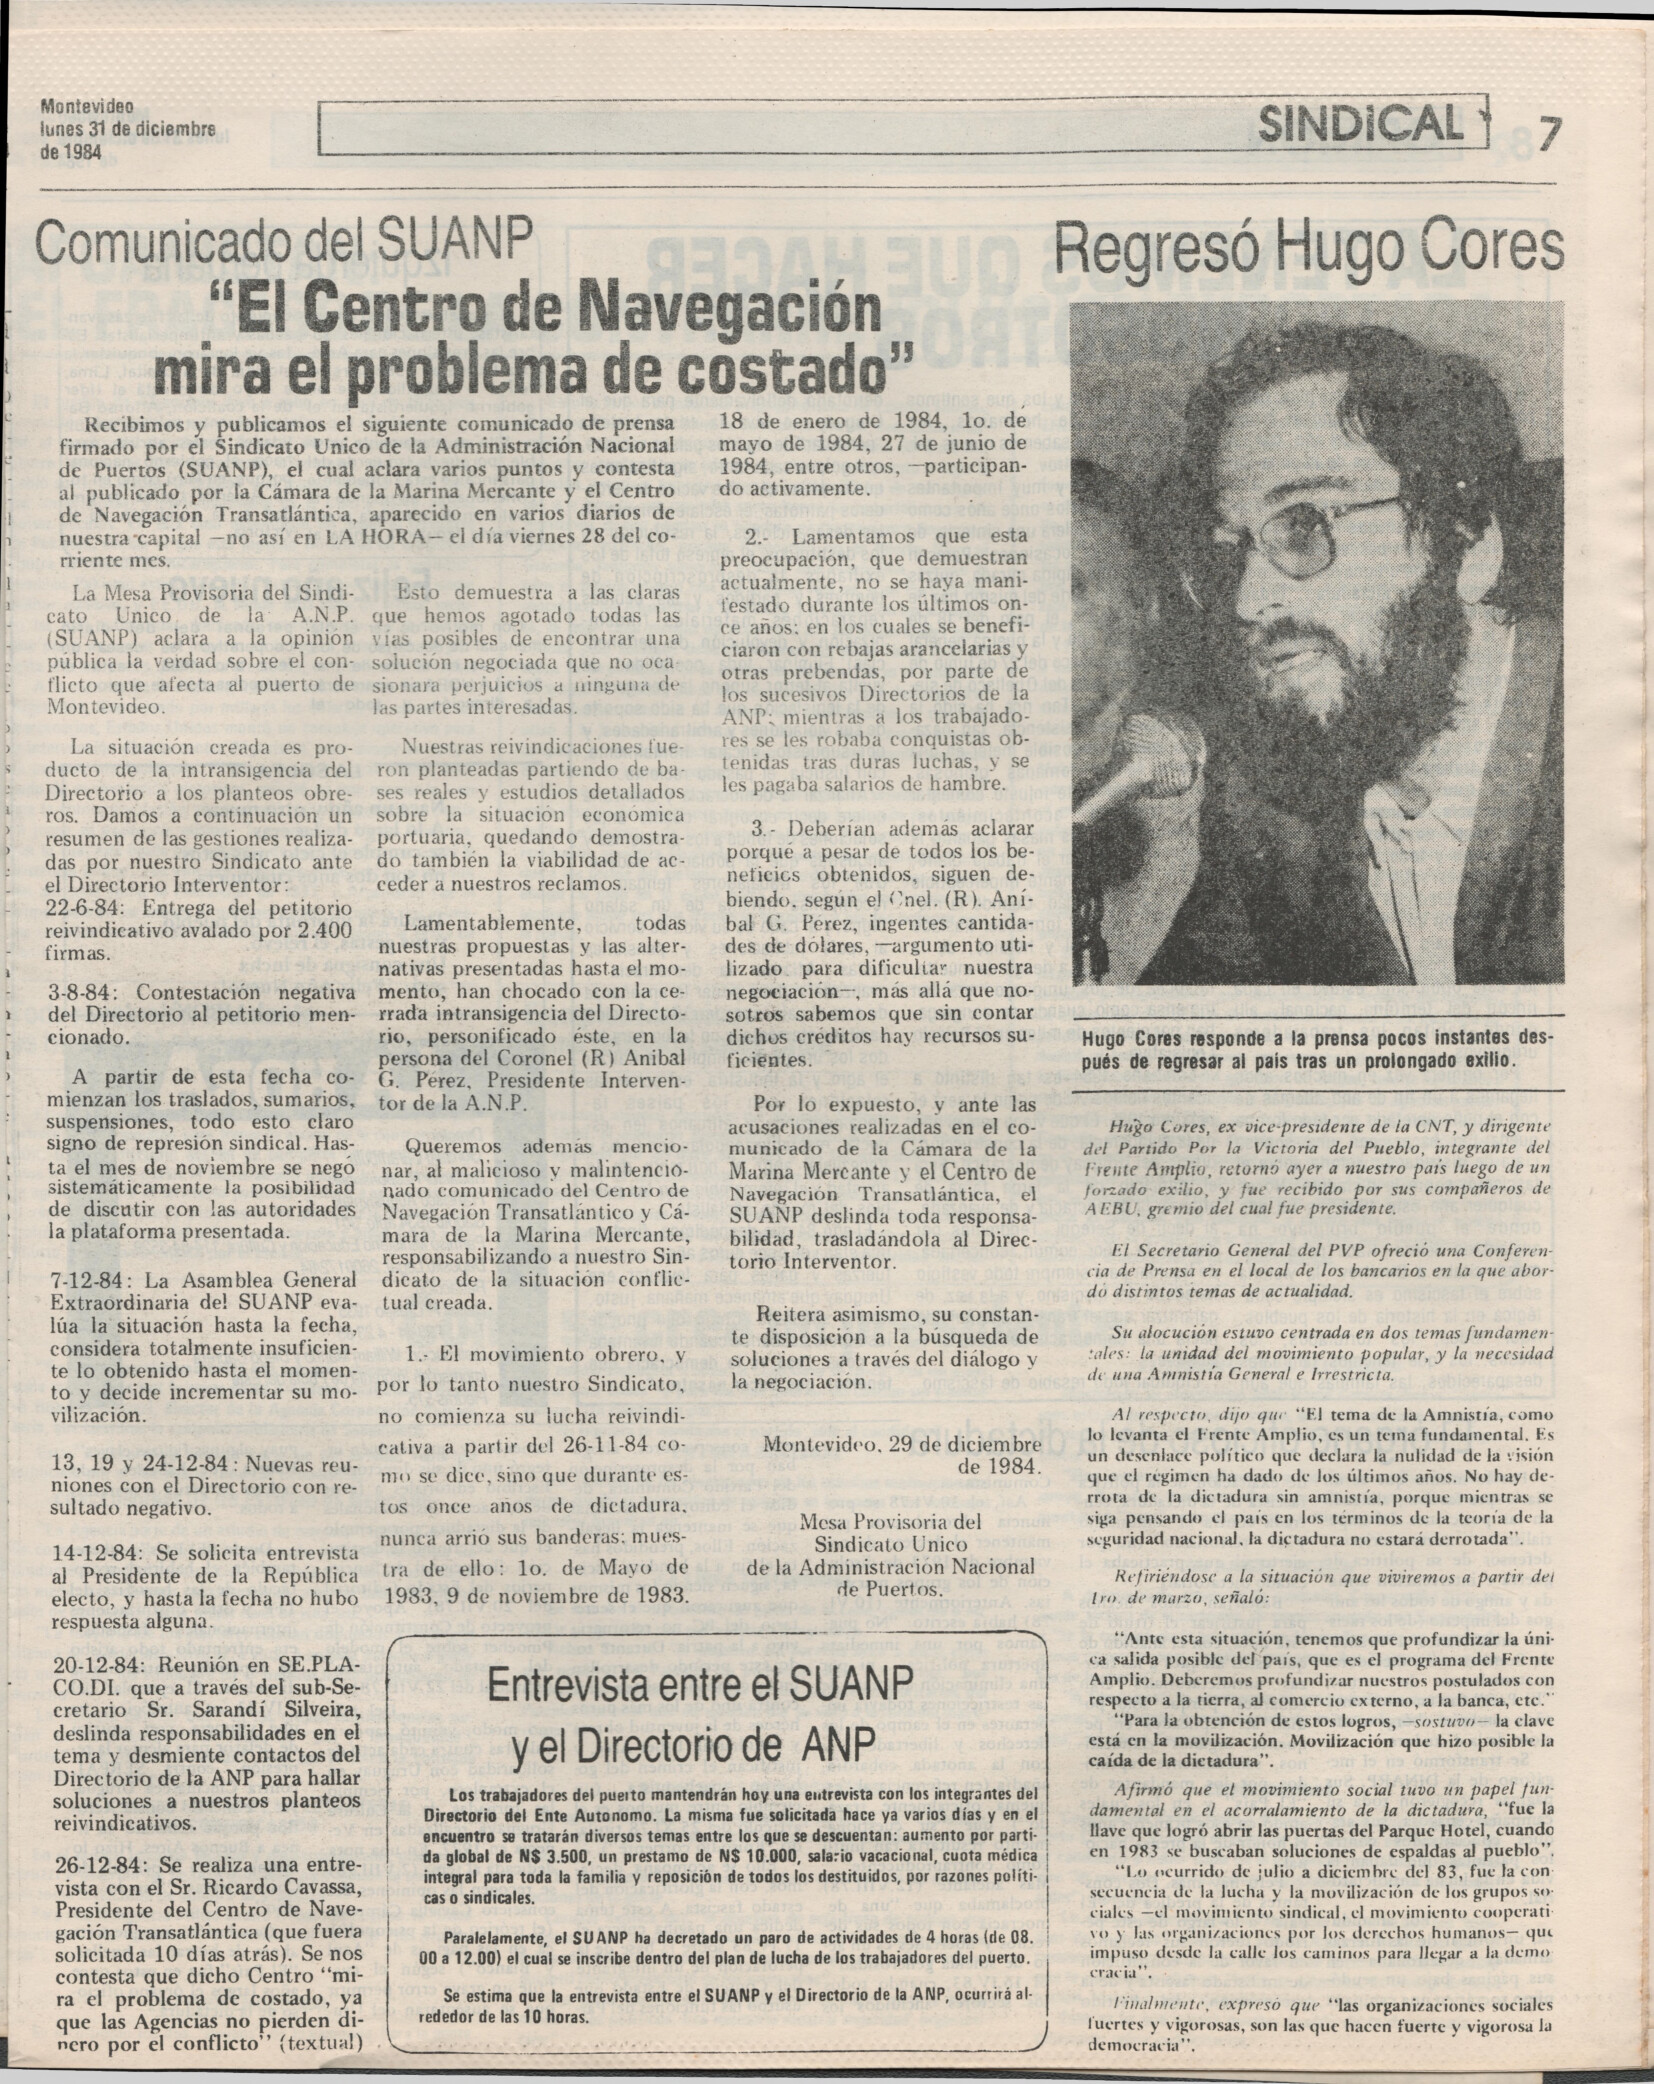 Montevideo
lunes 31 de diciembre
de 1984
SINDICAL
7
Comunicado del SUANP
“El Centro de Navegación
mira el problema de costado”
Recibimos y publicamos el siguiente comunicado de prensa
firmado por el Sindicato Unico de la Administración Nacional
de Puertos (SUANP), el cual aclara varios puntos y contesta
al publicado por la Cámara de la Marina Mercante y el Centro
de Navegación Transatlántica, aparecido en varios diarios de
nuestra capital —no así en LA HORA— el día viernes 28 del co-
rriente mes.
La Mesa Provisoria del Sindi-
cato Unico de la A.N.P.
(SUANP) aclara a la opinión
pública la verdad sobre el con-
flicto que afecta al puerto de
Montevideo.
La situación creada es pro-
ducto de la intransigencia del
Directorio a los planteos obre-
ros. Damos a continuación un
resumen de las gestiones realiza-
das por nuestro Sindicato ante
el Directorio Interventor:
22-6-84: Entrega del petitorio
reivindicativo avalado por 2.400
firmas.
3-8-84: Contestación negativa
del Directorio al petitorio men-
cionado.
A partir de esta fecha co-
mienzan los traslados, sumarios,
suspensiones, todo esto claro
signo de represión sindical. Has-
ta el mes de noviembre se negó
sistemáticamente la posibilidad
de discutir con las autoridades
la plataforma presentada.
7-12-84: La Asamblea General
Extraordinaria del SUANP eva-
lúa la situación hasta la fecha,
considera totalmente insuficien-
te lo obtenido hasta el momen-
to y decide incrementar su mo-
vilización.
13, 19 y 24-12-84: Nuevas reu-
niones con el Directorio con re-
sultado negativo.
14-12-84: Se solicita entrevista
al Presidente de la República
electo, y hasta la fecha no hubo
respuesta alguna.
20-12-84: Reunión en SE.PLA-
CO.DI. que a través del sub-Se-
cretario Sr. Sarandí Silveira,
deslinda responsabilidades en el
tema y desmiente contactos del
Directorio de la ANP para hallar
soluciones a nuestros planteos
reivindicativos.
26-12-84: Se realiza una entre-
vista con el Sr. Ricardo Cavassa,
Presidente del Centro de Nave-
gación Transatlántica (que fuera
solicitada 10 días atrás). Se nos
contesta que dicho Centro “mi-
ra el problema de costado, ya
que las Agencias no pierden di-
nero por el conflicto” (textual)
Esto demuestra a las claras
que hemos agotado todas las
vías posibles de encontrar una
solución negociada que no oca-
sionara perjuicios a ninguna de
las partes interesadas.
Nuestras reivindicaciones fue-
ron planteadas partiendo de ba-
ses reales y estudios detallados
sobre la situación económica
portuaria, quedando demostra-
do también la viabilidad de ac-
ceder a nuestros reclamos.
Lamentablemente, todas
nuestras propuestas y las alter-
nativas presentadas hasta el mo-
mento, han chocado con la ce-
rrada intransigencia del Directo-
rio, personificado éste, en la
persona del Coronel (R) Anibal
G. Pérez, Presidente Interven-
tor de la A.N.P.
Queremos además mencio-
nar, al malicioso y malintencio-
nado comunicado del Centro de
Navegación Transatlántico y Cá-
mara de la Marina Mercante,
responsabilizando a nuestro Sin-
dicato de la situación conflic-
tual creada.
1.- El movimiento obrero, y
por lo tanto nuestro Sindicato,
no comienza su lucha reivindi-
cativa a partir del 26-11-84 co-
mo se dice, sino que durante es-
tos once años de dictadura,
nunca arrió sus banderas; mues-
tra de ello: 1o. de Mayo de
1983, 9 de noviembre de 1983.
18 de enero de 1984, 1o. de
mayo de 1984, 27 de junio de
1984, entre otros, —participan-
do activamente.
2.- Lamentamos que esta
preocupación, que demuestran
actualmente, no se haya mani-
festado durante los últimos on-
ce años; en los cuales se benefi-
ciaron con rebajas arancelarias y
otras prebendas, por parte de
los sucesivos Directorios de la
ANP; mientras a los trabajado-
res se les robaba conquistas ob-
tenidas tras duras luchas, y se
les pagaba salarios de hambre.
3.- Deberían además aclarar
porqué a pesar de todos los be-
neficios obtenidos, siguen de-
biendo, según el Cnel. (R). Aní-
bal G. Pérez, ingentes cantida-
des de dólares, —argumento uti-
lizado para dificultar nuestra
negociación—, más allá que no-
sotros sabemos que sin contar
dichos créditos hay recursos su-
ficientes.
Por lo expuesto, y ante las
acusaciones realizadas en el co-
municado de la Cámara de la
Marina Mercante y el Centro de
Navegación Transatlántica, el
SUANP deslinda toda responsa-
bilidad, trasladándola al Direc-
torio Interventor.
Reitera asimismo, su constan-
te disposición a la búsqueda de
soluciones a través del diálogo y
la negociación.
Montevideo, 29 de diciembre
de 1984.
Mesa Provisoria del
Sindicato Unico
de la Administración Nacional
de Puertos.
Entrevista entre el SUANP
y el Directorio de ANP
Los trabajadores del puerto mantendrán hoy una entrevista con los integrantes del
Directorio del Ente Autonomo. La misma fue solicitada hace ya varios días y en el
encuentro se tratarán diversos temas entre los que se descuentan: aumento por parti-
da global de N$ 3.500, un prestamo de N$ 10.000, salario vacacional, cuota médica
integral para toda la familia y reposición de todos los destituidos, por razones políti-
cas o sindicales.
Paralelamente, el SUANP ha decretado un paro de actividades de 4 horas (de 08.
00 a 12.00) el cual se inscribe dentro del plan de lucha de los trabajadores del puerto.
Se estima que la entrevista entre el SUANP y el Directorio de la ANP, ocurrirá al-
rededor de las 10 horas.
Regresó Hugo Cores
Hugo Cores responde a la prensa pocos instantes des-
pués de regresar al país tras un prolongado exilio.
Hugo Cores, ex vice-presidente de la CNT, y dirigente
del Partido Por la Victoria del Pueblo, integrante del
Frente Amplio, retornó ayer a nuestro país luego de un
forzado exilio, y fue recibido por sus compañeros de
AEBU, gremio del cual fue presidente.
El Secretario General del PVP ofreció una Conferen-
cia de Prensa en el local de los bancarios en la que abor-
dó distintos temas de actualidad.
Su alocución estuvo centrada en dos temas fundamen-
tales: la unidad del movimiento popular, y la necesidad
de una Amnistía General e Irrestricta.
Al respecto, dijo que “El tema de la Amnistía, como
lo levanta el Frente Amplio, es un tema fundamental. Es
un desenlace político que declara la nulidad de la visión
que el régimen ha dado de los últimos años. No hay de-
rrota de la dictadura sin amnistía, porque mientras se
siga pensando el país en los términos de la teoría de la
seguridad nacional, la dictadura no estará derrotada”.
Refiriéndose a la situación que viviremos a partir del
1ro. de marzo, señaló:
“Ante esta situación, tenemos que profundizar la úni-
ca salida posible del país, que es el programa del Frente
Amplio. Deberemos profundizar nuestros postulados con
respecto a la tierra, al comercio externo, a la banca, etc.”
“Para la obtención de estos logros, —sostuvo— la clave
está en la movilización. Movilización que hizo posible la
caída de la dictadura”.
Afirmó que el movimiento social tuvo un papel fun-
damental en el acorralamiento de la dictadura, “fue la
llave que logró abrir las puertas del Parque Hotel, cuando
en 1983 se buscaban soluciones de espaldas al pueblo”.
“Lo ocurrido de julio a diciembre del 83, fue la con-
secuencia de la lucha y la movilización de los grupos so-
ciales —el movimiento sindical, el movimiento cooperati-
vo y las organizaciones por los derechos humanos— que
impuso desde la calle los caminos para llegar a la demo
cracia”.
Finalmente, expresó que “las organizaciones sociales
fuertes y vigorosas, son las que hacen fuerte y vigorosa la
democracia”.